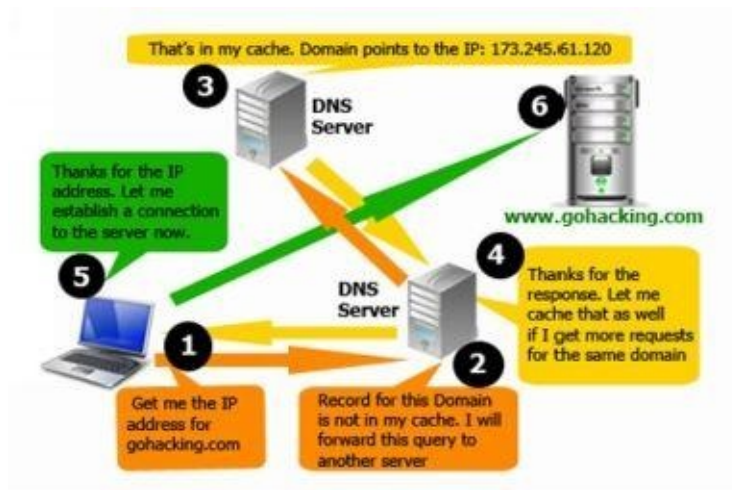 That's in my cache. Domain points to the IP: 173.245.61.120
3
DNS
Server
6
www.gohacking.com
Thanks for the IP
address. Let me
establish a connection
to the server now.
5
DNS
Server
4
Thanks for the
response. Let me
cache that as well
if I get more requests
for the same domain
1
Get me the IP
address for
gohacking.com
2
Record for this Domain
is not in my cache. I will
forward this query to
another server